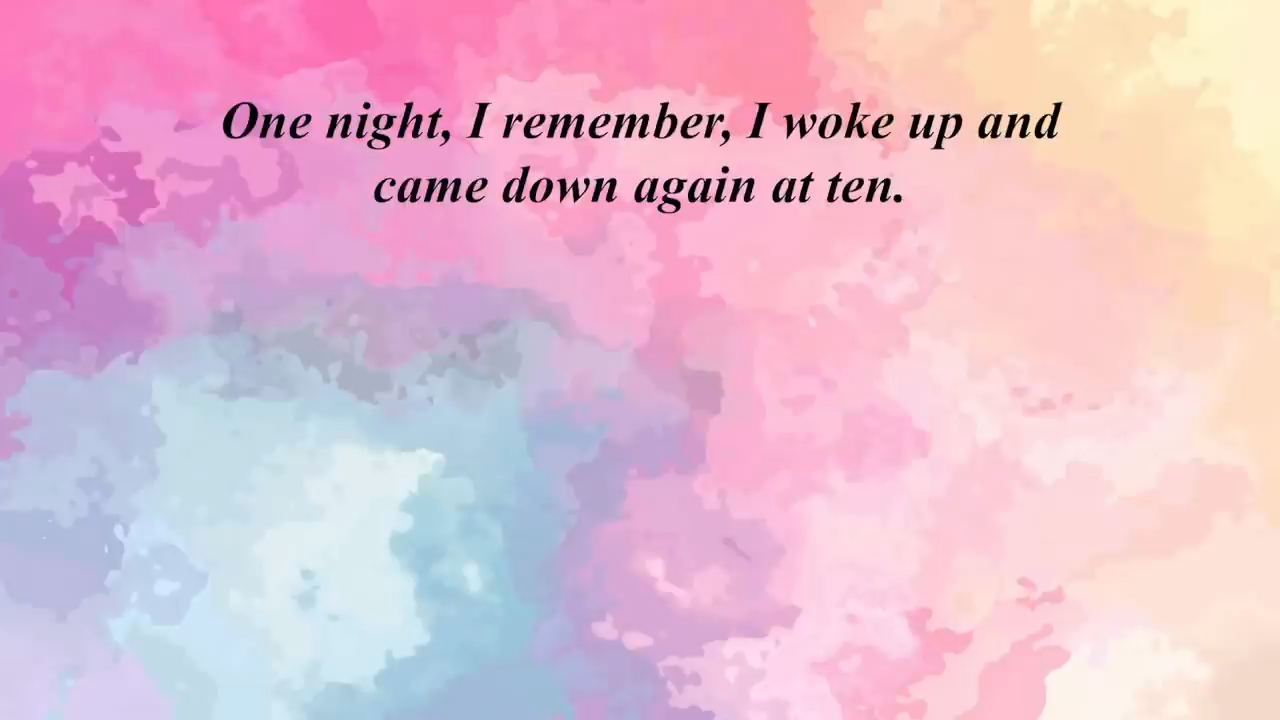 One night, I remember, I woke up and
came down again at ten.